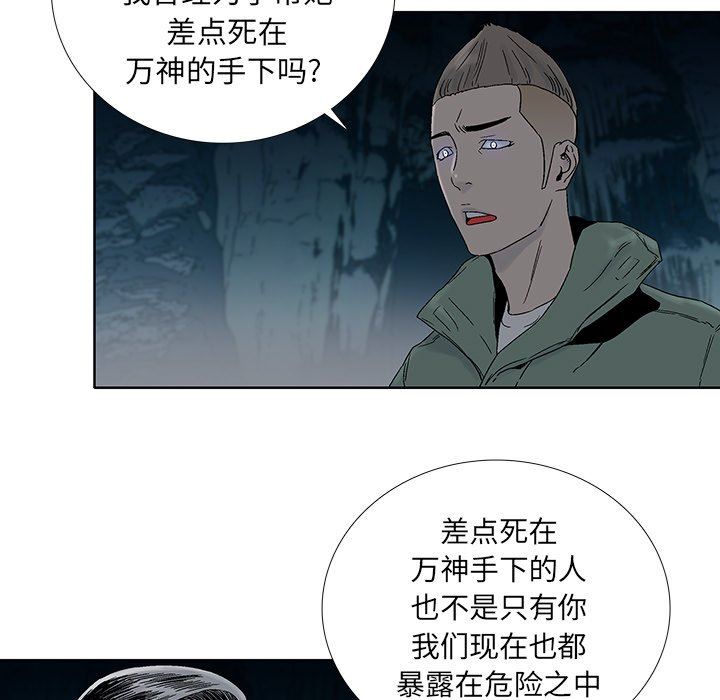 差点死在
万神的手下吗?
差点死在
万神手下的人
也不是只有你
我们现在也都
暴露在危险之中